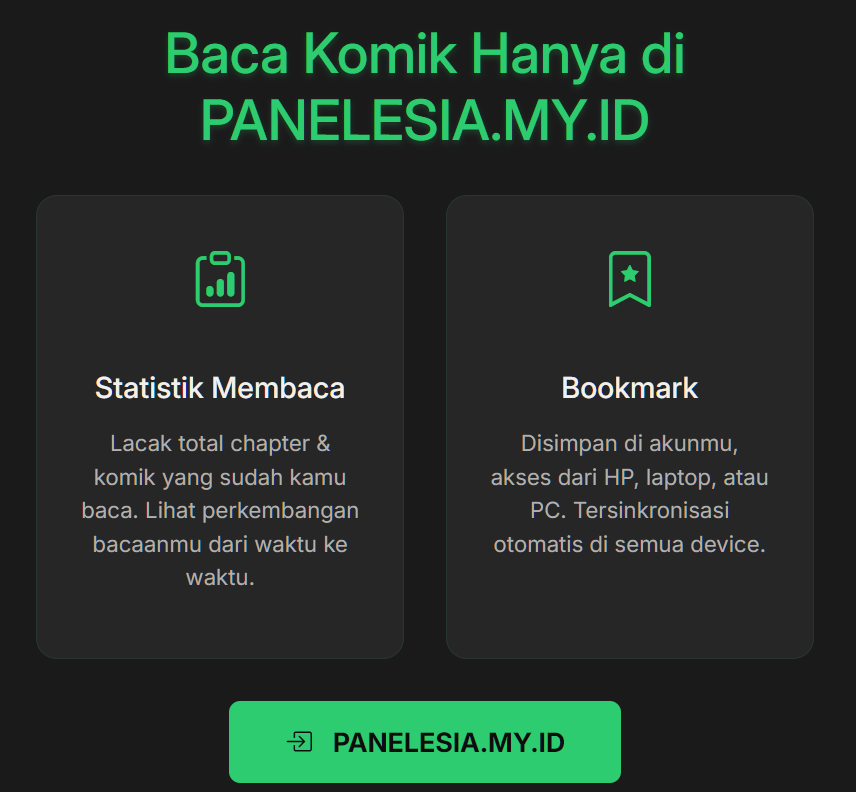 Baca Komik Hanya di
PANELESIA.MY.ID
Statistik Membaca
Lacak total chapter &
komik yang sudah kamu
baca. Lihat perkembangan
bacaanmu dari waktu ke
waktu.
Bookmark
Disimpan di akunmu,
akses dari HP, laptop, atau
PC. Tersinkronisasi
otomatis di semua device.
PANELESIA.MY.ID